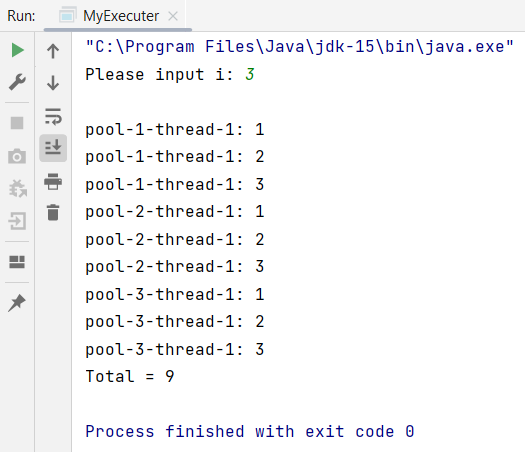 Run: MyExecuter
"C:\Program Files\Java\jdk-15\bin\java.exe"
Please input i: 3
pool-1-thread-1: 1
pool-1-thread-1: 2
pool-1-thread-1: 3
pool-2-thread-1: 1
pool-2-thread-1: 2
pool-2-thread-1: 3
pool-3-thread-1: 1
pool-3-thread-1: 2
pool-3-thread-1: 3
Total = 9
Process finished with exit code 0